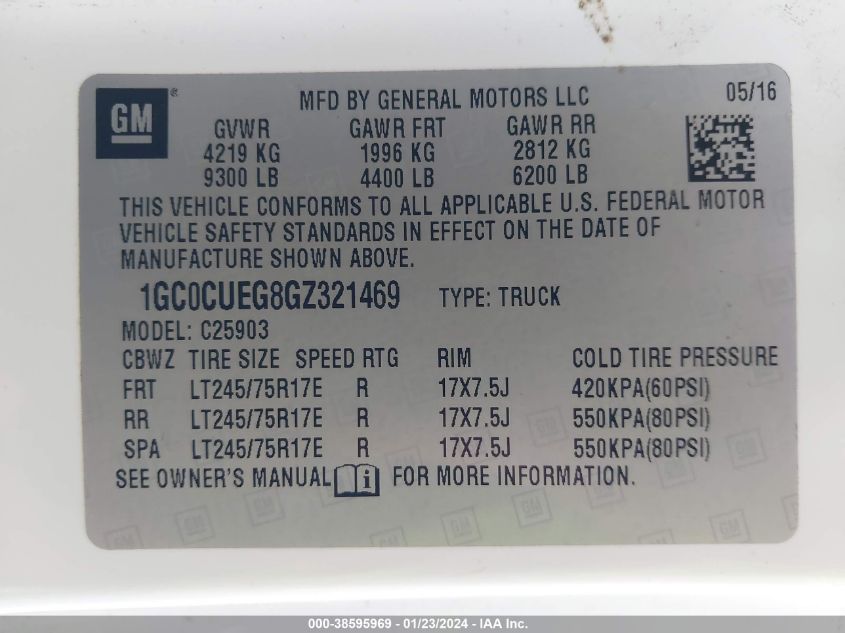 GM®
MFD BY GENERAL MOTORS LLC
05/16
GVWR GAWR FRT GAWR RR
4219 KG 1996 KG 2812 KG
9300 LB 4400 LB 6200 LB
THIS VEHICLE CONFORMS TO ALL APPLICABLE U.S. FEDERAL MOTOR
VEHICLE SAFETY STANDARDS IN EFFECT ON THE DATE OF
MANUFACTURE SHOWN ABOVE.
1GC0CUEG8GZ321469 TYPE: TRUCK
MODEL: C25903
CBWZ TIRE SIZE SPEED RTG RIM COLD TIRE PRESSURE
FRT LT245/75R17E R 17X7.5J 420KPA(60PSI)
RR LT245/75R17E R 17X7.5J 550KPA(80PSI)
SPA LT245/75R17E R 17X7.5J 550KPA(80PSI)
SEE OWNER'S MANUAL i FOR MORE INFORMATION.
000-38595969 - 01/23/2024 - IAA Inc.